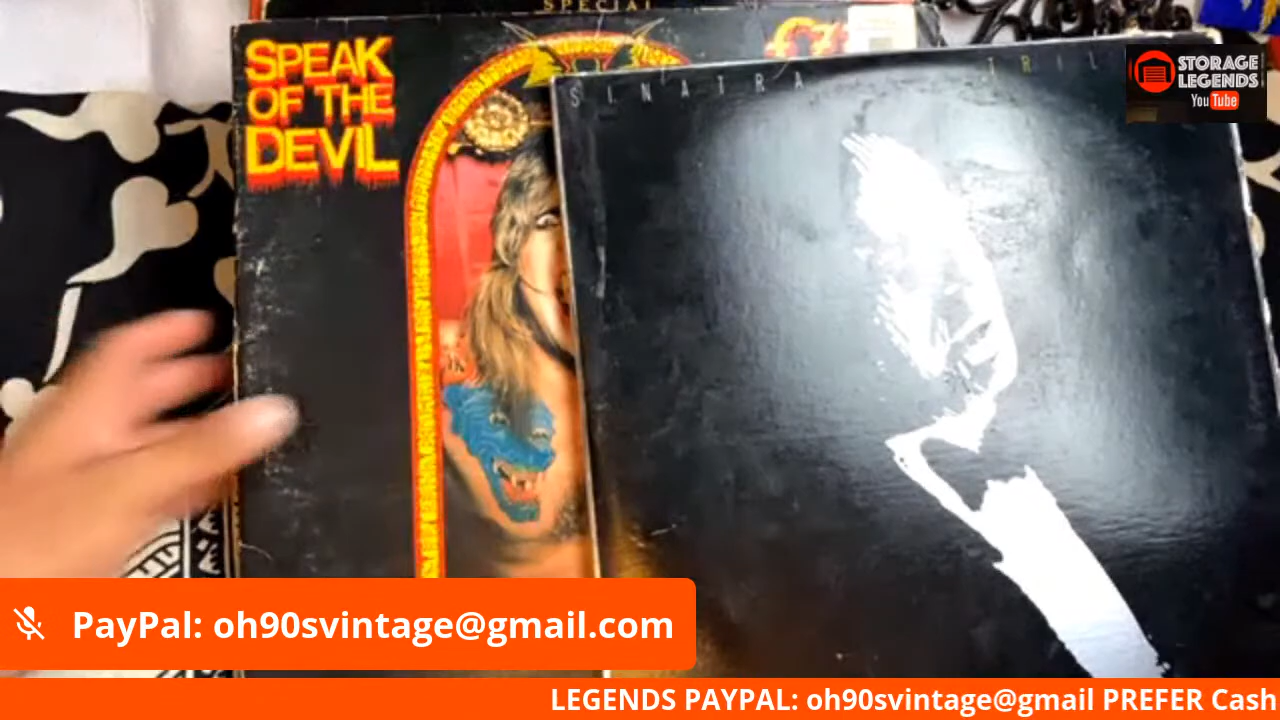 SPECIAL
SPEAK
OF THE
DEVIL
SINATRA
TRIL
STORAGE
LEGENDS
YouTube
PayPal: oh90svintage@gmail.com
LEGENDS PAYPAL: oh90svintage@gmail PREFER Cash